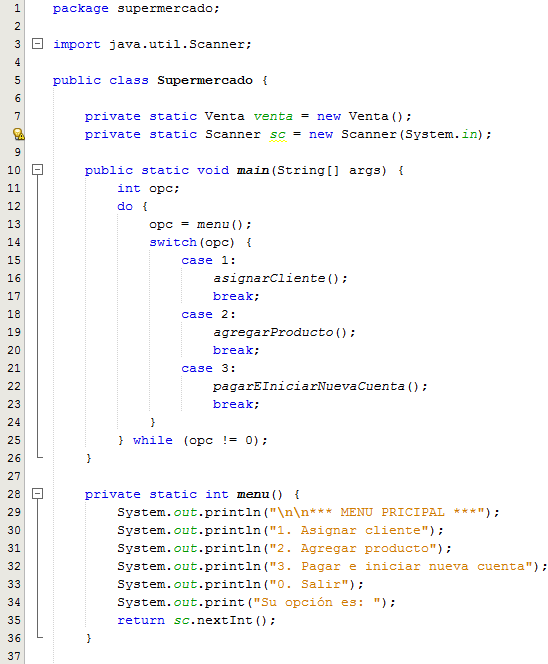 1 package supermercado;
2
3 import java.util.Scanner;
4
5 public class Supermercado {
6
7     private static Venta venta = new Venta();
    private static Scanner sc = new Scanner(System.in);
9
10     public static void main(String[] args) {
11         int opc;
12         do {
13             opc = menu();
14             switch(opc) {
15                 case 1:
16                     asignarCliente();
17                     break;
18                 case 2:
19                     agregarProducto();
20                     break;
21                 case 3:
22                     pagarEIniciarNuevaCuenta();
23                     break;
24             }
25         } while (opc != 0);
26     }
27
28     private static int menu() {
29         System.out.println("\n\n*** MENU PRICIPAL ***");
30         System.out.println("1. Asignar cliente");
31         System.out.println("2. Agregar producto");
32         System.out.println("3. Pagar e iniciar nueva cuenta");
33         System.out.println("0. Salir");
34         System.out.print("Su opción es: ");
35         return sc.nextInt();
36     }
37